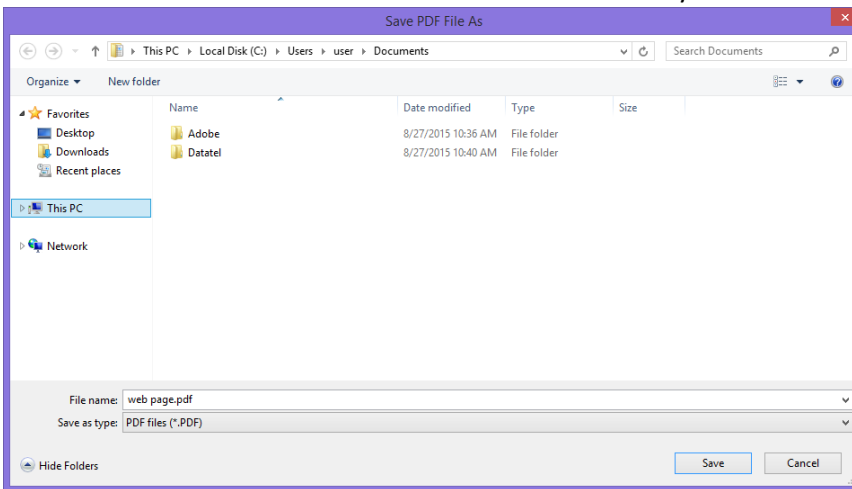 Save PDF File As
This PC Local Disk (C:) Users user Documents Search Documents
Organize New folder
Name Date modified Type Size
Favorites
Desktop
Downloads
Recent places
This PC
Network
Adobe 8/27/2015 10:36 AM File folder
Datatel 8/27/2015 10:40 AM File folder
File name: web page.pdf
Save as type: PDF files (*.PDF)
Hide Folders Save Cancel